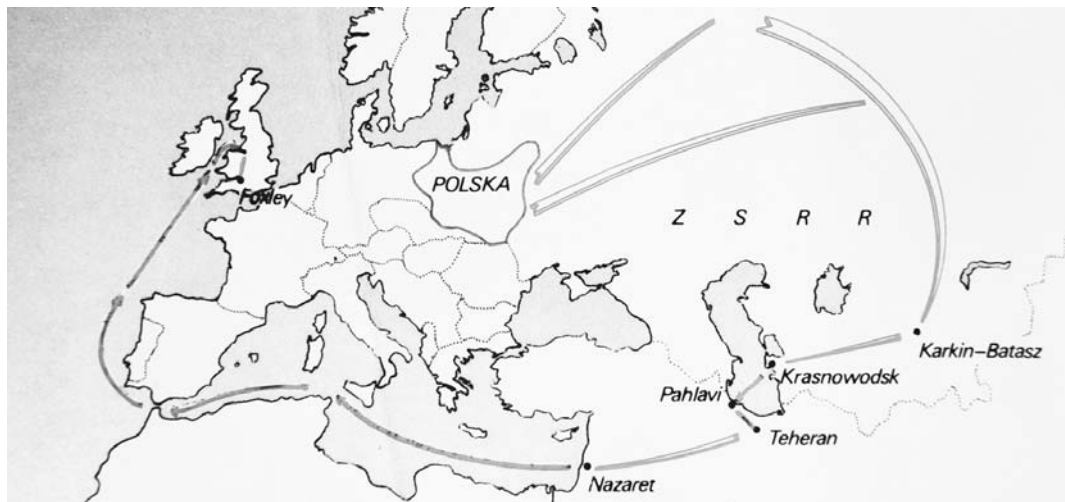 POLSKA
Foxley
Z S R R
Karkin-Batasz
Krasnowodsk
Pahlavi
Teheran
Nazaret